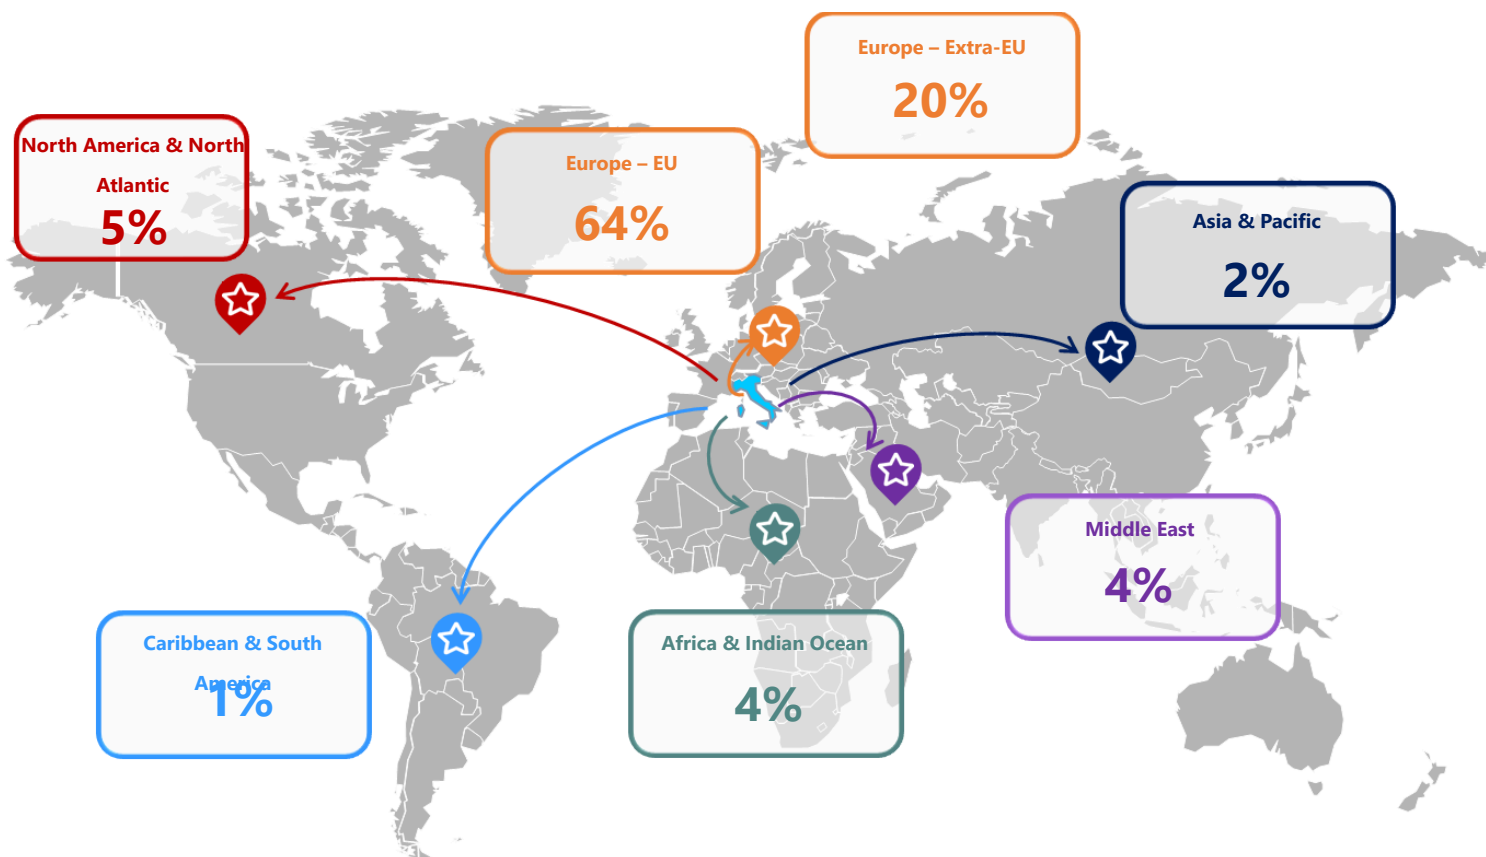 Europe – Extra-EU
20%
North America & North
Atlantic
5%
Europe – EU
64%
Asia & Pacific
2%
Middle East
4%
Caribbean & South
America
1%
Africa & Indian Ocean
4%